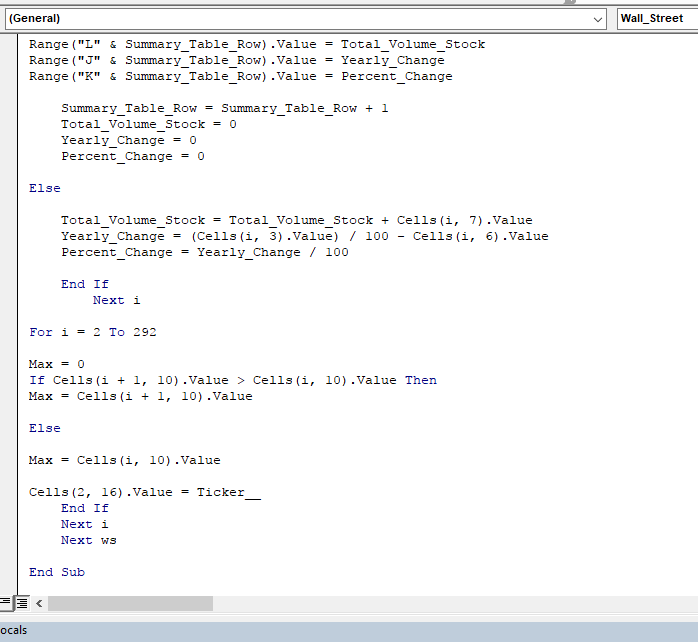 (General)
Wall_Street
Range("L" & Summary_Table_Row).Value = Total_Volume_Stock
Range("J" & Summary_Table_Row).Value = Yearly_Change
Range("K" & Summary_Table_Row).Value = Percent_Change
Summary_Table_Row = Summary_Table_Row + 1
Total_Volume_Stock = 0
Yearly_Change = 0
Percent_Change = 0
Else
Total_Volume_Stock = Total_Volume_Stock + Cells(i, 7).Value
Yearly_Change = (Cells(i, 3).Value) / 100 - Cells(i, 6).Value
Percent_Change = Yearly_Change / 100
End If
Next i
For i = 2 To 292
Max = 0
If Cells(i + 1, 10).Value > Cells(i, 10).Value Then
Max = Cells(i + 1, 10).Value
Else
Max = Cells(i, 10).Value
Cells(2, 16).Value = Ticker__
End If
Next i
Next ws
End Sub
ocals